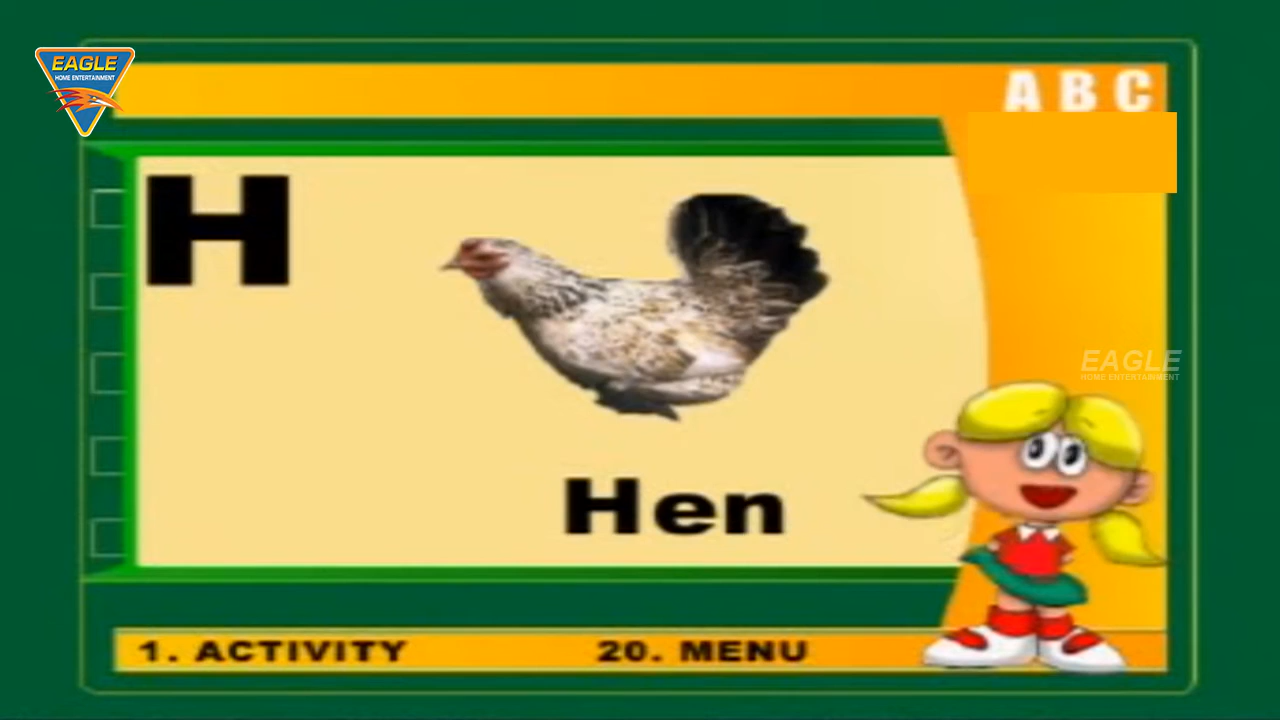 EAGLE
HOME ENTERTAINMENT
A B C
H
EAGLE
HOME ENTERTAINMENT
Hen
1. ACTIVITY
20. MENU